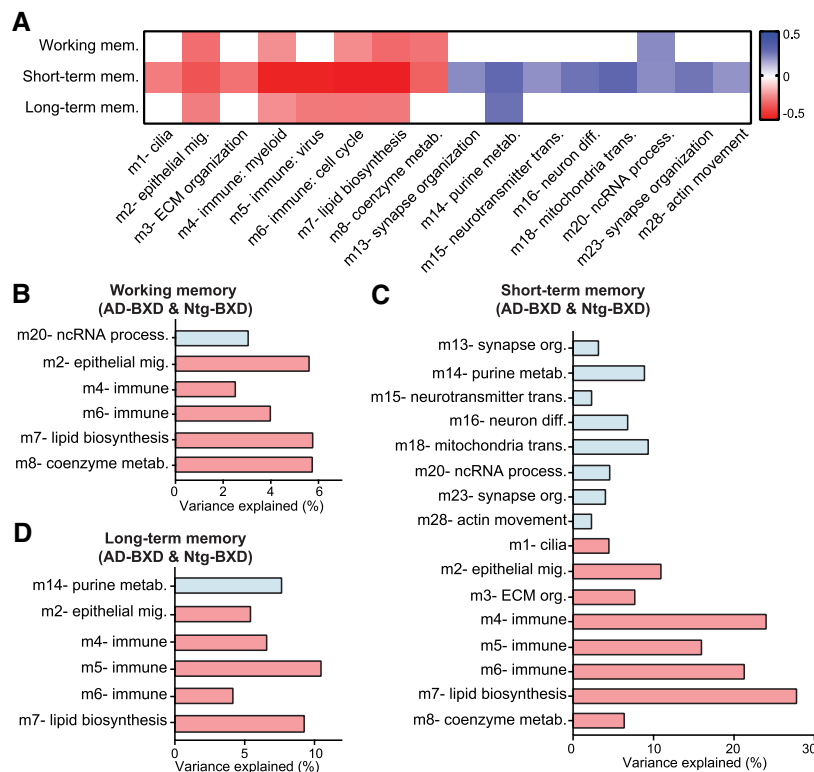 A
Working mem.
Short-term mem.
Long-term mem.
0.5
0
-0.5
m1- cilia
m2- epithelial mig.
m3- ECM organization
m4- immune: myeloid
m5- immune: virus
m6- immune: cell cycle
m7- lipid biosynthesis
m8- coenzyme metab.
m13- synapse organization
m14- purine metab.
m15- neurotransmitter trans.
m16- neuron diff.
m18- mitochondria trans.
m20- ncRNA process.
m23- synapse organization
m28- actin movement
B
Working memory
(AD-BXD & Ntg-BXD)
m20- ncRNA process.
m2- epithelial mig.
m4- immune
m6- immune
m7- lipid biosynthesis
m8- coenzyme metab.
0 2 4 6
Variance explained (%)
C
Short-term memory
(AD-BXD & Ntg-BXD)
m13- synapse org.
m14- purine metab.
m15- neurotransmitter trans.
m16- neuron diff.
m18- mitochondria trans.
m20- ncRNA process.
m23- synapse org.
m28- actin movement
m1- cilia
m2- epithelial mig.
m3- ECM org.
m4- immune
m5- immune
m6- immune
m7- lipid biosynthesis
m8- coenzyme metab.
0 10 20 30
Variance explained (%)
D
Long-term memory
(AD-BXD & Ntg-BXD)
m14- purine metab.
m2- epithelial mig.
m4- immune
m5- immune
m6- immune
m7- lipid biosynthesis
0 5 10
Variance explained (%)